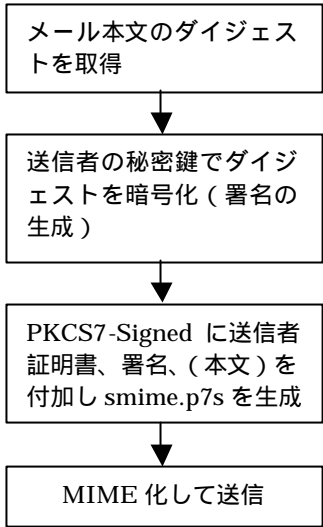 メール本文のダイジェス
トを取得
送信者の秘密鍵でダイジ
ェストを暗号化（署名の
生成）
PKCS7-Signed に送信者
証明書、署名、（本文）を
付加し smime.p7s を生成
MIME 化して送信